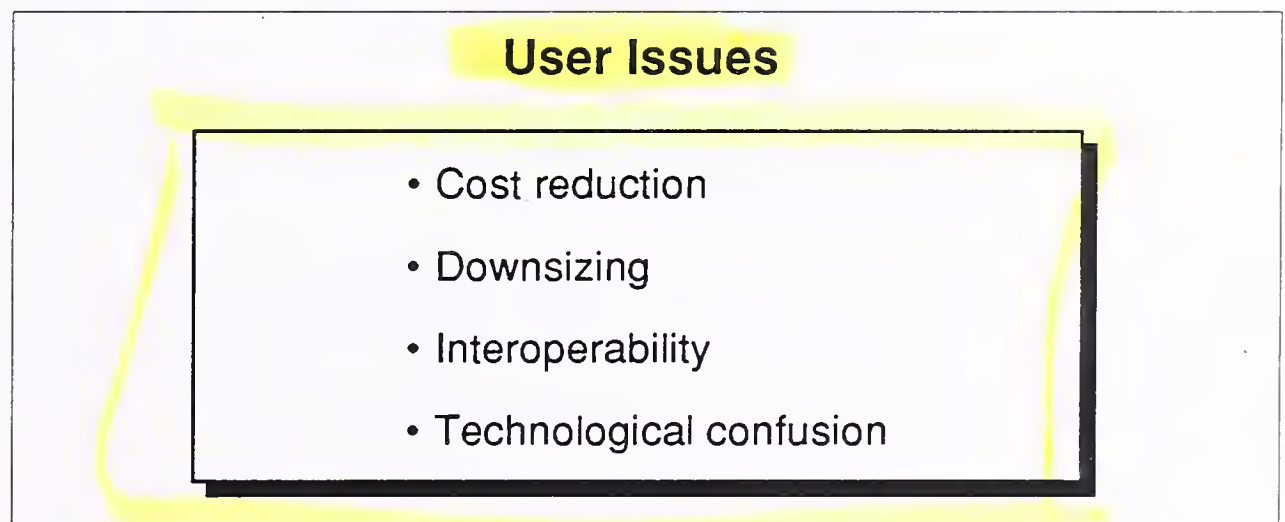 User Issues
• Cost reduction
• Downsizing
• Interoperability
• Technological confusion